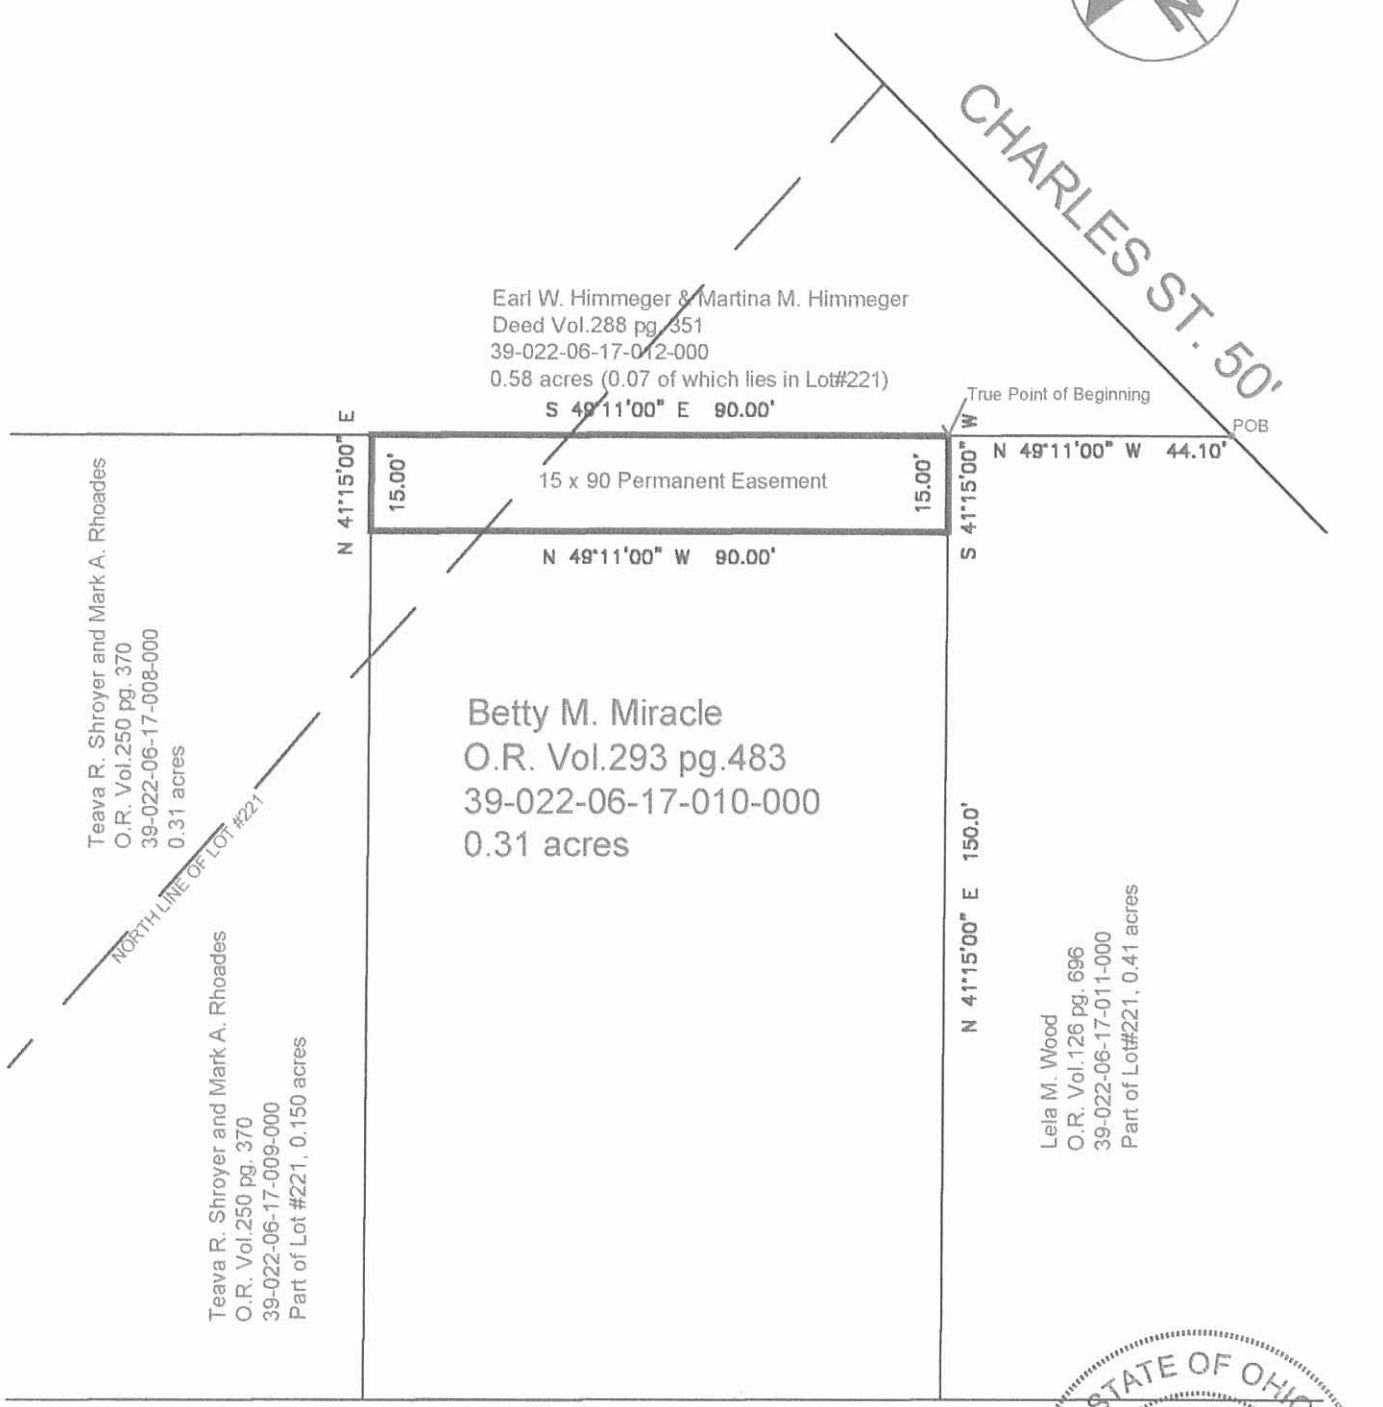 N
CHARLES ST. 50'
Earl W. Himmeger & Martina M. Himmeger
Deed Vol.288 pg. 351
39-022-06-17-012-000
0.58 acres (0.07 of which lies in Lot#221)
S 49°11'00" E 90.00'
True Point of Beginning
POB
N 49°11'00" W 44.10'
N 41°15'00" E
15.00'
15 x 90 Permanent Easement
15.00'
S 41°15'00" W
N 49°11'00" W 90.00'
Teava R. Shroyer and Mark A. Rhoades
O.R. Vol.250 pg. 370
39-022-06-17-008-000
0.31 acres
Betty M. Miracle
O.R. Vol.293 pg.483
39-022-06-17-010-000
0.31 acres
NORTH LINE OF LOT #221
N 41°15'00" E 150.0'
Teava R. Shroyer and Mark A. Rhoades
O.R. Vol.250 pg. 370
39-022-06-17-009-000
Part of Lot #221, 0.150 acres
Lela M. Wood
O.R. Vol.126 pg. 696
39-022-06-17-011-000
Part of Lot#221, 0.41 acres
STATE OF OHIO